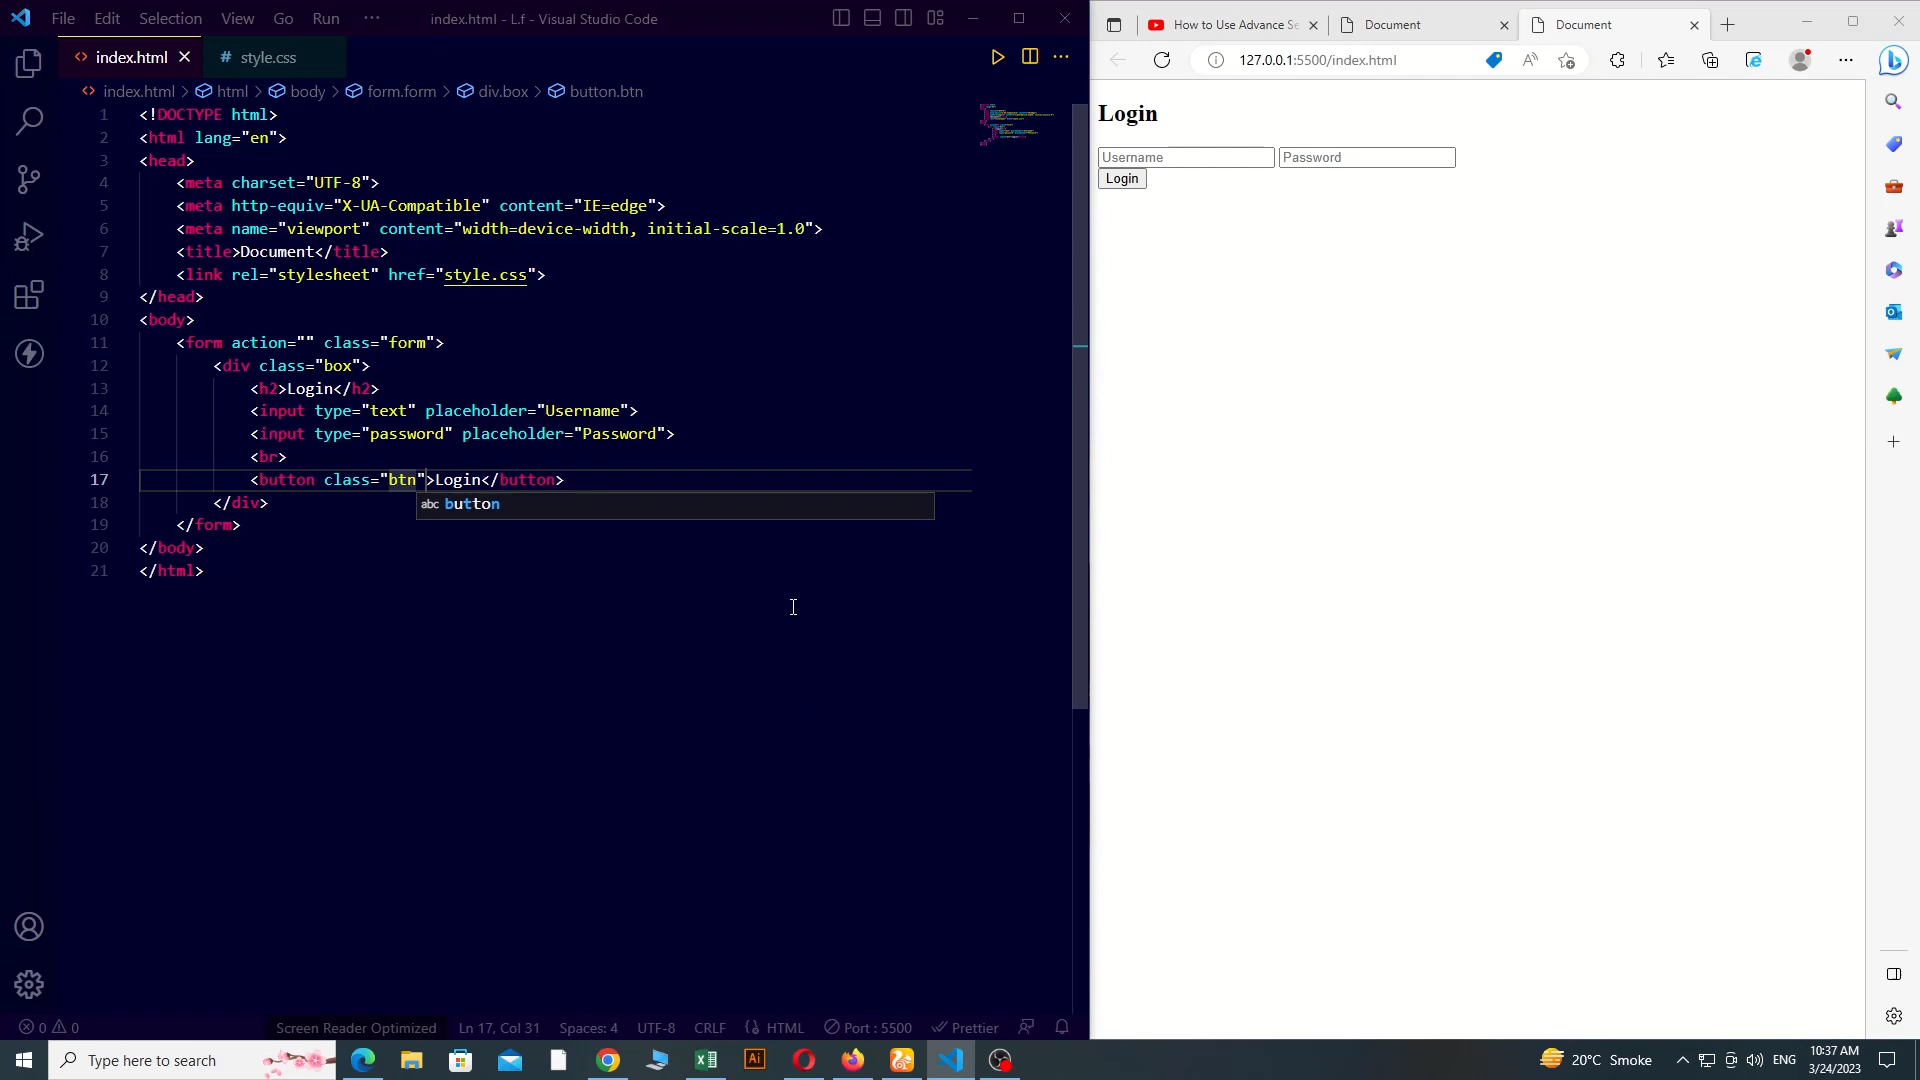 File Edit Selection View Go Run ··· index.html - L.f - Visual Studio Code
index.html # style.css
index.html > html > body > form.form > div.box > button.btn
1 <!DOCTYPE html>
2 <html lang="en">
3 <head>
4 <meta charset="UTF-8">
5 <meta http-equiv="X-UA-Compatible" content="IE=edge">
6 <meta name="viewport" content="width=device-width, initial-scale=1.0">
7 <title>Document</title>
8 <link rel="stylesheet" href="style.css">
9 </head>
10 <body>
11 <form action="" class="form">
12 <div class="box">
13 <h2>Login</h2>
14 <input type="text" placeholder="Username">
15 <input type="password" placeholder="Password">
16 <br>
17 <button class="btn">Login</button>
abc button
18 </div>
19 </form>
20 </body>
21 </html>
0 0 Screen Reader Optimized Ln 17, Col 31 Spaces: 4 UTF-8 CRLF {} HTML Port : 5500 Prettier
How to Use Advance Se Document Document
127.0.0.1:5500/index.html
Login
Username Password
Login
Type here to search
Ai
20°C Smoke ENG 10:37 AM
3/24/2023